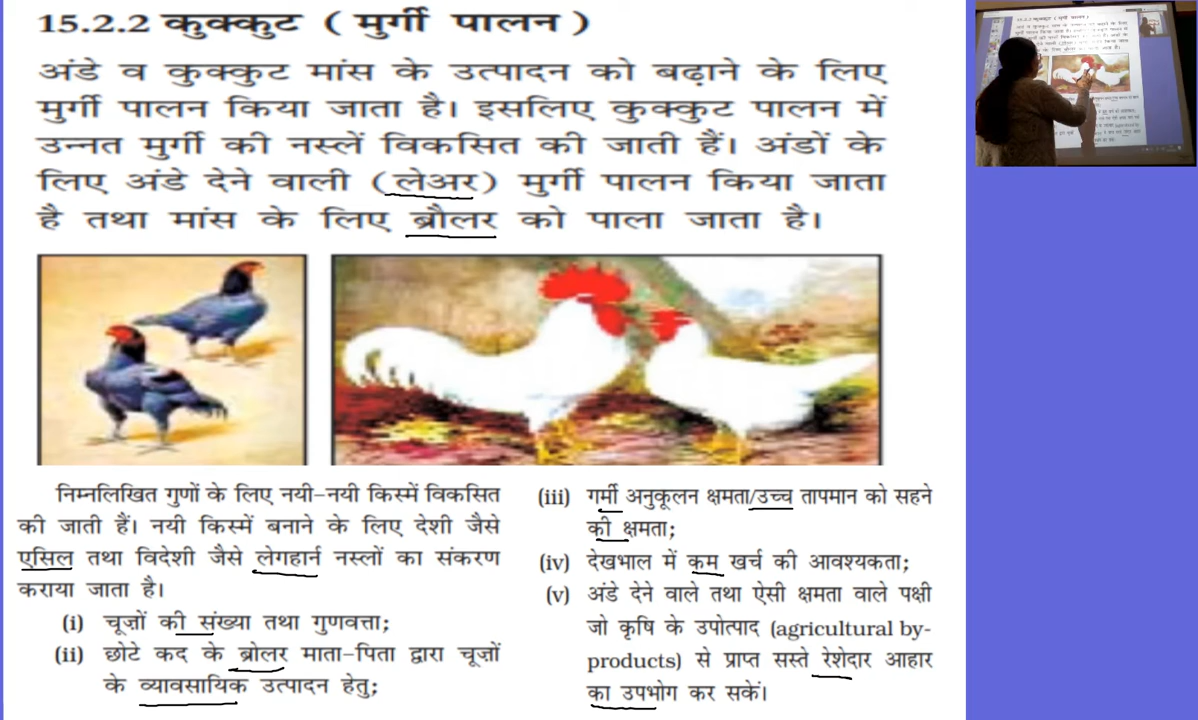 15.2.2 कुक्कुट ( मुर्गी पालन )
अंडे व कुक्कुट मांस के उत्पादन को बढ़ाने के लिए
मुर्गी पालन किया जाता है। इसलिए कुक्कुट पालन में
उन्नत मुर्गी की नस्लें विकसित की जाती हैं। अंडों के
लिए अंडे देने वाली (लेअर) मुर्गी पालन किया जाता
है तथा मांस के लिए ब्रौलर को पाला जाता है।
निम्नलिखित गुणों के लिए नयी-नयी किस्में विकसित
की जाती हैं। नयी किस्में बनाने के लिए देशी जैसे
एसिल तथा विदेशी जैसे लेगहार्न नस्लों का संकरण
कराया जाता है।
(i) चूज़ों की संख्या तथा गुणवत्ता;
(ii) छोटे कद के ब्रोलर माता-पिता द्वारा चूज़ों
के व्यावसायिक उत्पादन हेतु;
(iii) गर्मी अनुकूलन क्षमता/उच्च तापमान को सहने
की क्षमता;
(iv) देखभाल में कम खर्च की आवश्यकता;
(v) अंडे देने वाले तथा ऐसी क्षमता वाले पक्षी
जो कृषि के उपोत्पाद (agricultural by-
products) से प्राप्त सस्ते रेशेदार आहार
का उपभोग कर सकें।